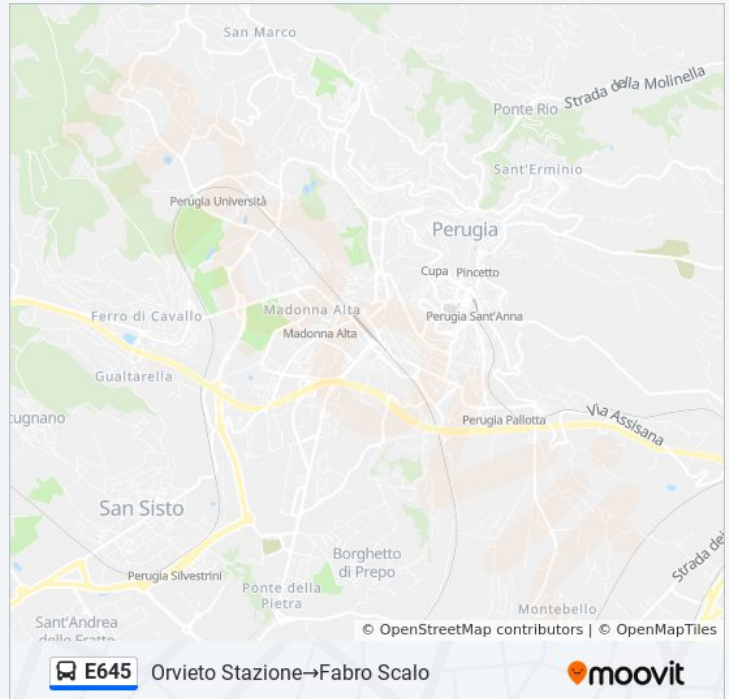 San Marco
Strada della Molinella
Ponte Rio
Sant'Erminio
Perugia Università
Perugia
Cupa
Pincetto
Ferro di Cavallo
Madonna Alta
Perugia Sant'Anna
Madonna Alta
Gualtarella
tugnano
Perugia Pallotta
Via Assisana
San Sisto
Strada dei
Borghetto
di Prepo
Perugia Silvestrini
Ponte della
Pietra
Montebello
Sant'Andrea
delle Fratte
© OpenStreetMap contributors | © OpenMapTiles
E645 Orvieto Stazione→Fabro Scalo
moovit